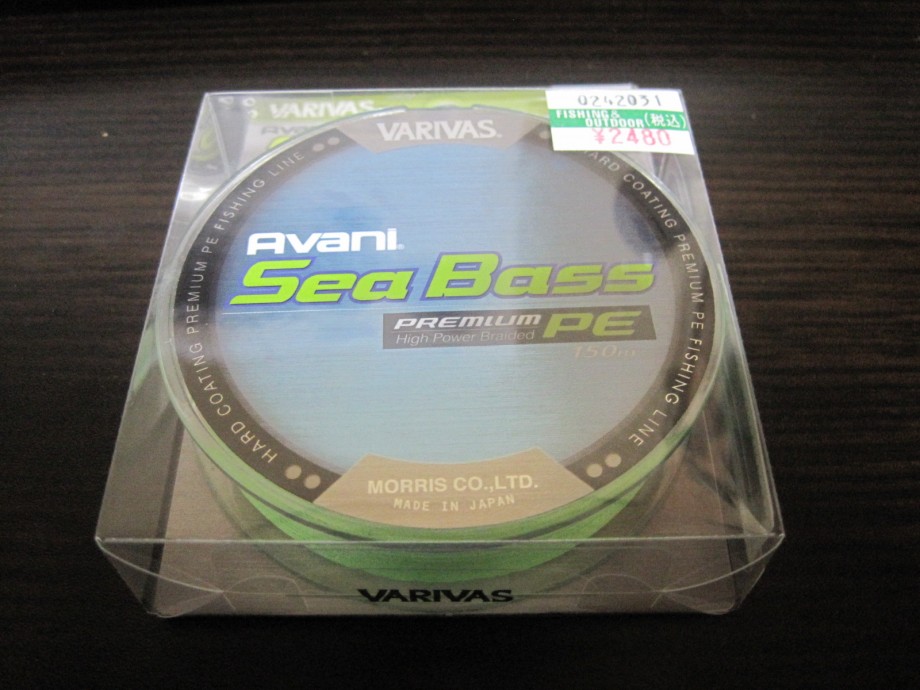 0242031
FISHING&
OUTDOOR(税込)
¥2480
VARIVAS
Avani
VARIVAS®
HARD COATING PREMIUM PE FISHING LINE
HARD COATING PREMIUM PE FISHING LINE
Avani®
Sea Bass
PREMIUM PE
High Power Braided
150m
MORRIS CO.,LTD.
MADE IN JAPAN
VARIVAS